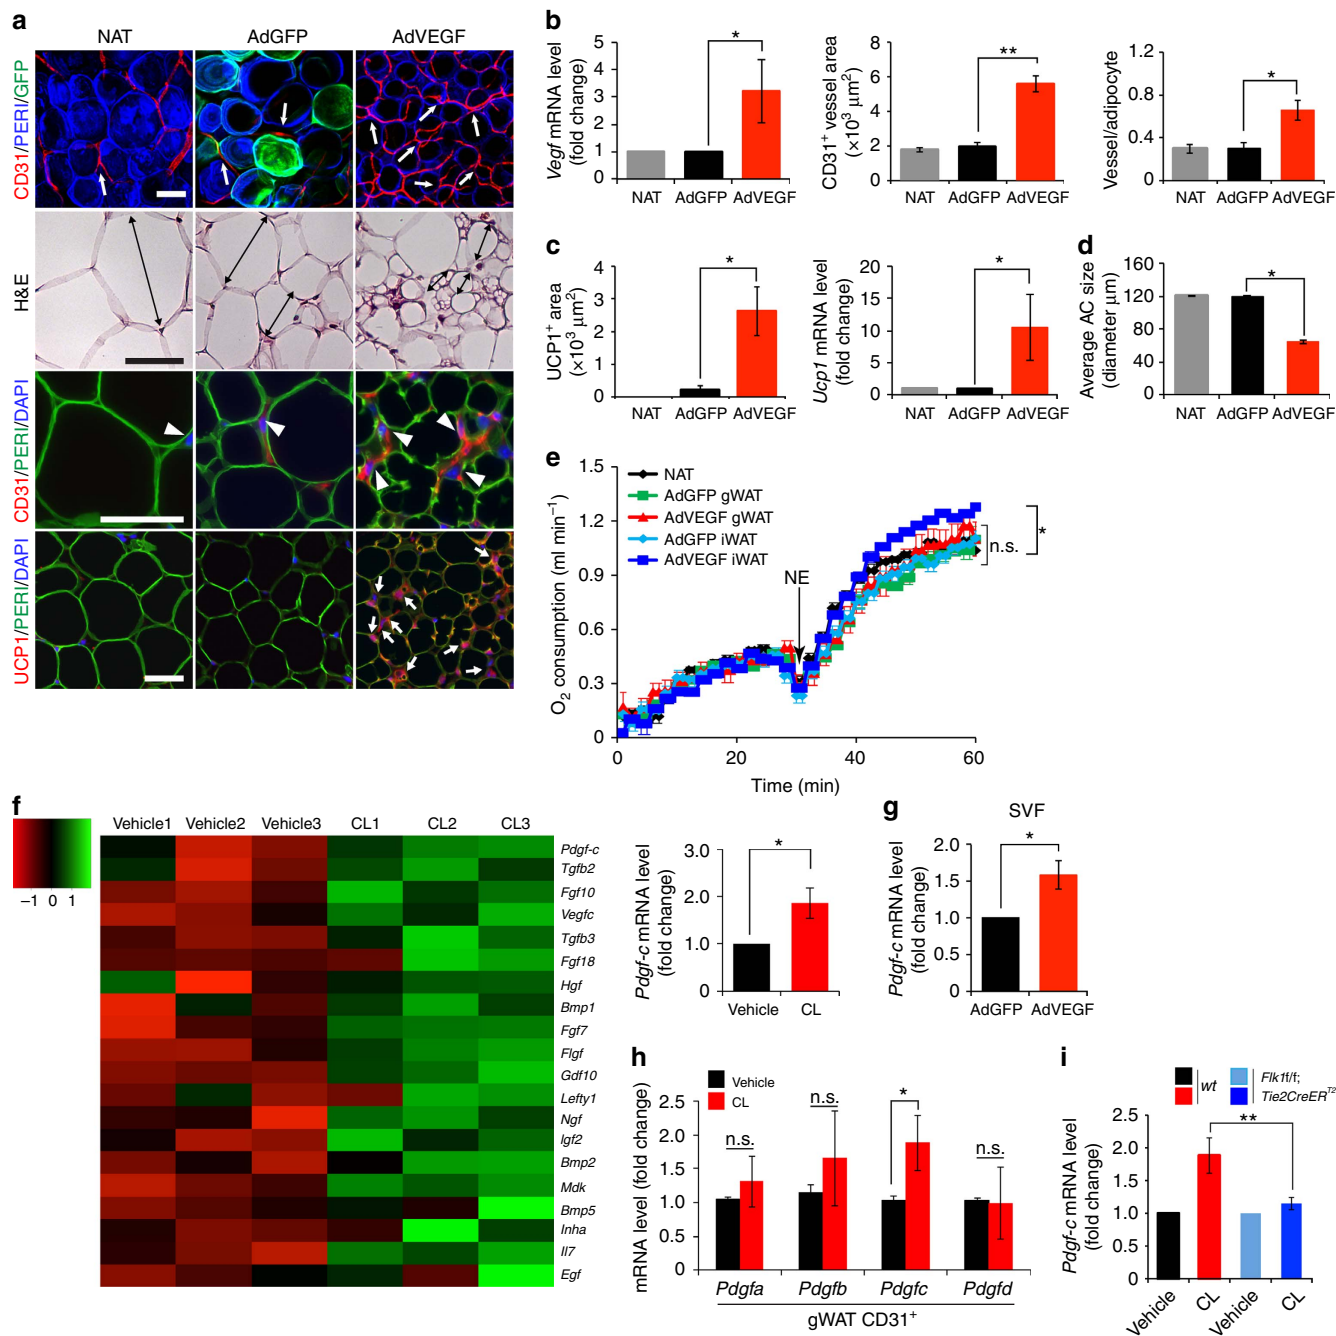 a
NAT
AdGFP
AdVEGF
CD31/PERI/GFP
H&E
CD31/PERI/DAPI
UCP1/PERI/DAPI
b
Vegf mRNA level
(fold change)
5
4
3
2
1
0
*
NAT
AdGFP
AdVEGF
CD31⁺ vessel area
(×10³ µm²)
8
6
4
2
0
**
NAT
AdGFP
AdVEGF
Vessel/adipocyte
1.2
0.8
0.4
0
*
NAT
AdGFP
AdVEGF
c
UCP1⁺ area
(×10³ µm²)
4
3
2
1
0
*
NAT
AdGFP
AdVEGF
Ucp1 mRNA level
(fold change)
20
15
10
5
0
*
NAT
AdGFP
AdVEGF
d
Average AC size
(diameter µm)
160
120
80
40
0
*
NAT
AdGFP
AdVEGF
e
O₂ consumption (ml min⁻¹)
1.5
1.2
0.9
0.6
0.3
0
NAT
AdGFP gWAT
AdVEGF gWAT
AdGFP iWAT
AdVEGF iWAT
NE
n.s.
*
0
20
40
60
Time (min)
f
−1 0 1
Vehicle1
Vehicle2
Vehicle3
CL1
CL2
CL3
Pdgf-c
Tgfb2
Fgf10
Vegfc
Tgfb3
Fgf18
Hgf
Bmp1
Fgf7
Flgf
Gdf10
Lefty1
Ngf
Igf2
Bmp2
Mdk
Bmp5
Inha
Il7
Egf
Pdgf-c mRNA level
(fold change)
3.0
2.0
1.0
0
*
Vehicle
CL
g
SVF
Pdgf-c mRNA level
(fold change)
2.0
1.5
1.0
0.5
0
*
AdGFP
AdVEGF
h
Vehicle
CL
mRNA level (fold change)
2.5
2.0
1.5
1.0
0.5
0
n.s.
n.s.
*
n.s.
Pdgfa
Pdgfb
Pdgfc
Pdgfd
gWAT CD31⁺
i
wt
Flk1f/f;
Tie2CreERᵀ²
Pdgf-c mRNA level
(fold change)
2.5
2.0
1.5
1.0
0.5
0
**
Vehicle
CL
Vehicle
CL